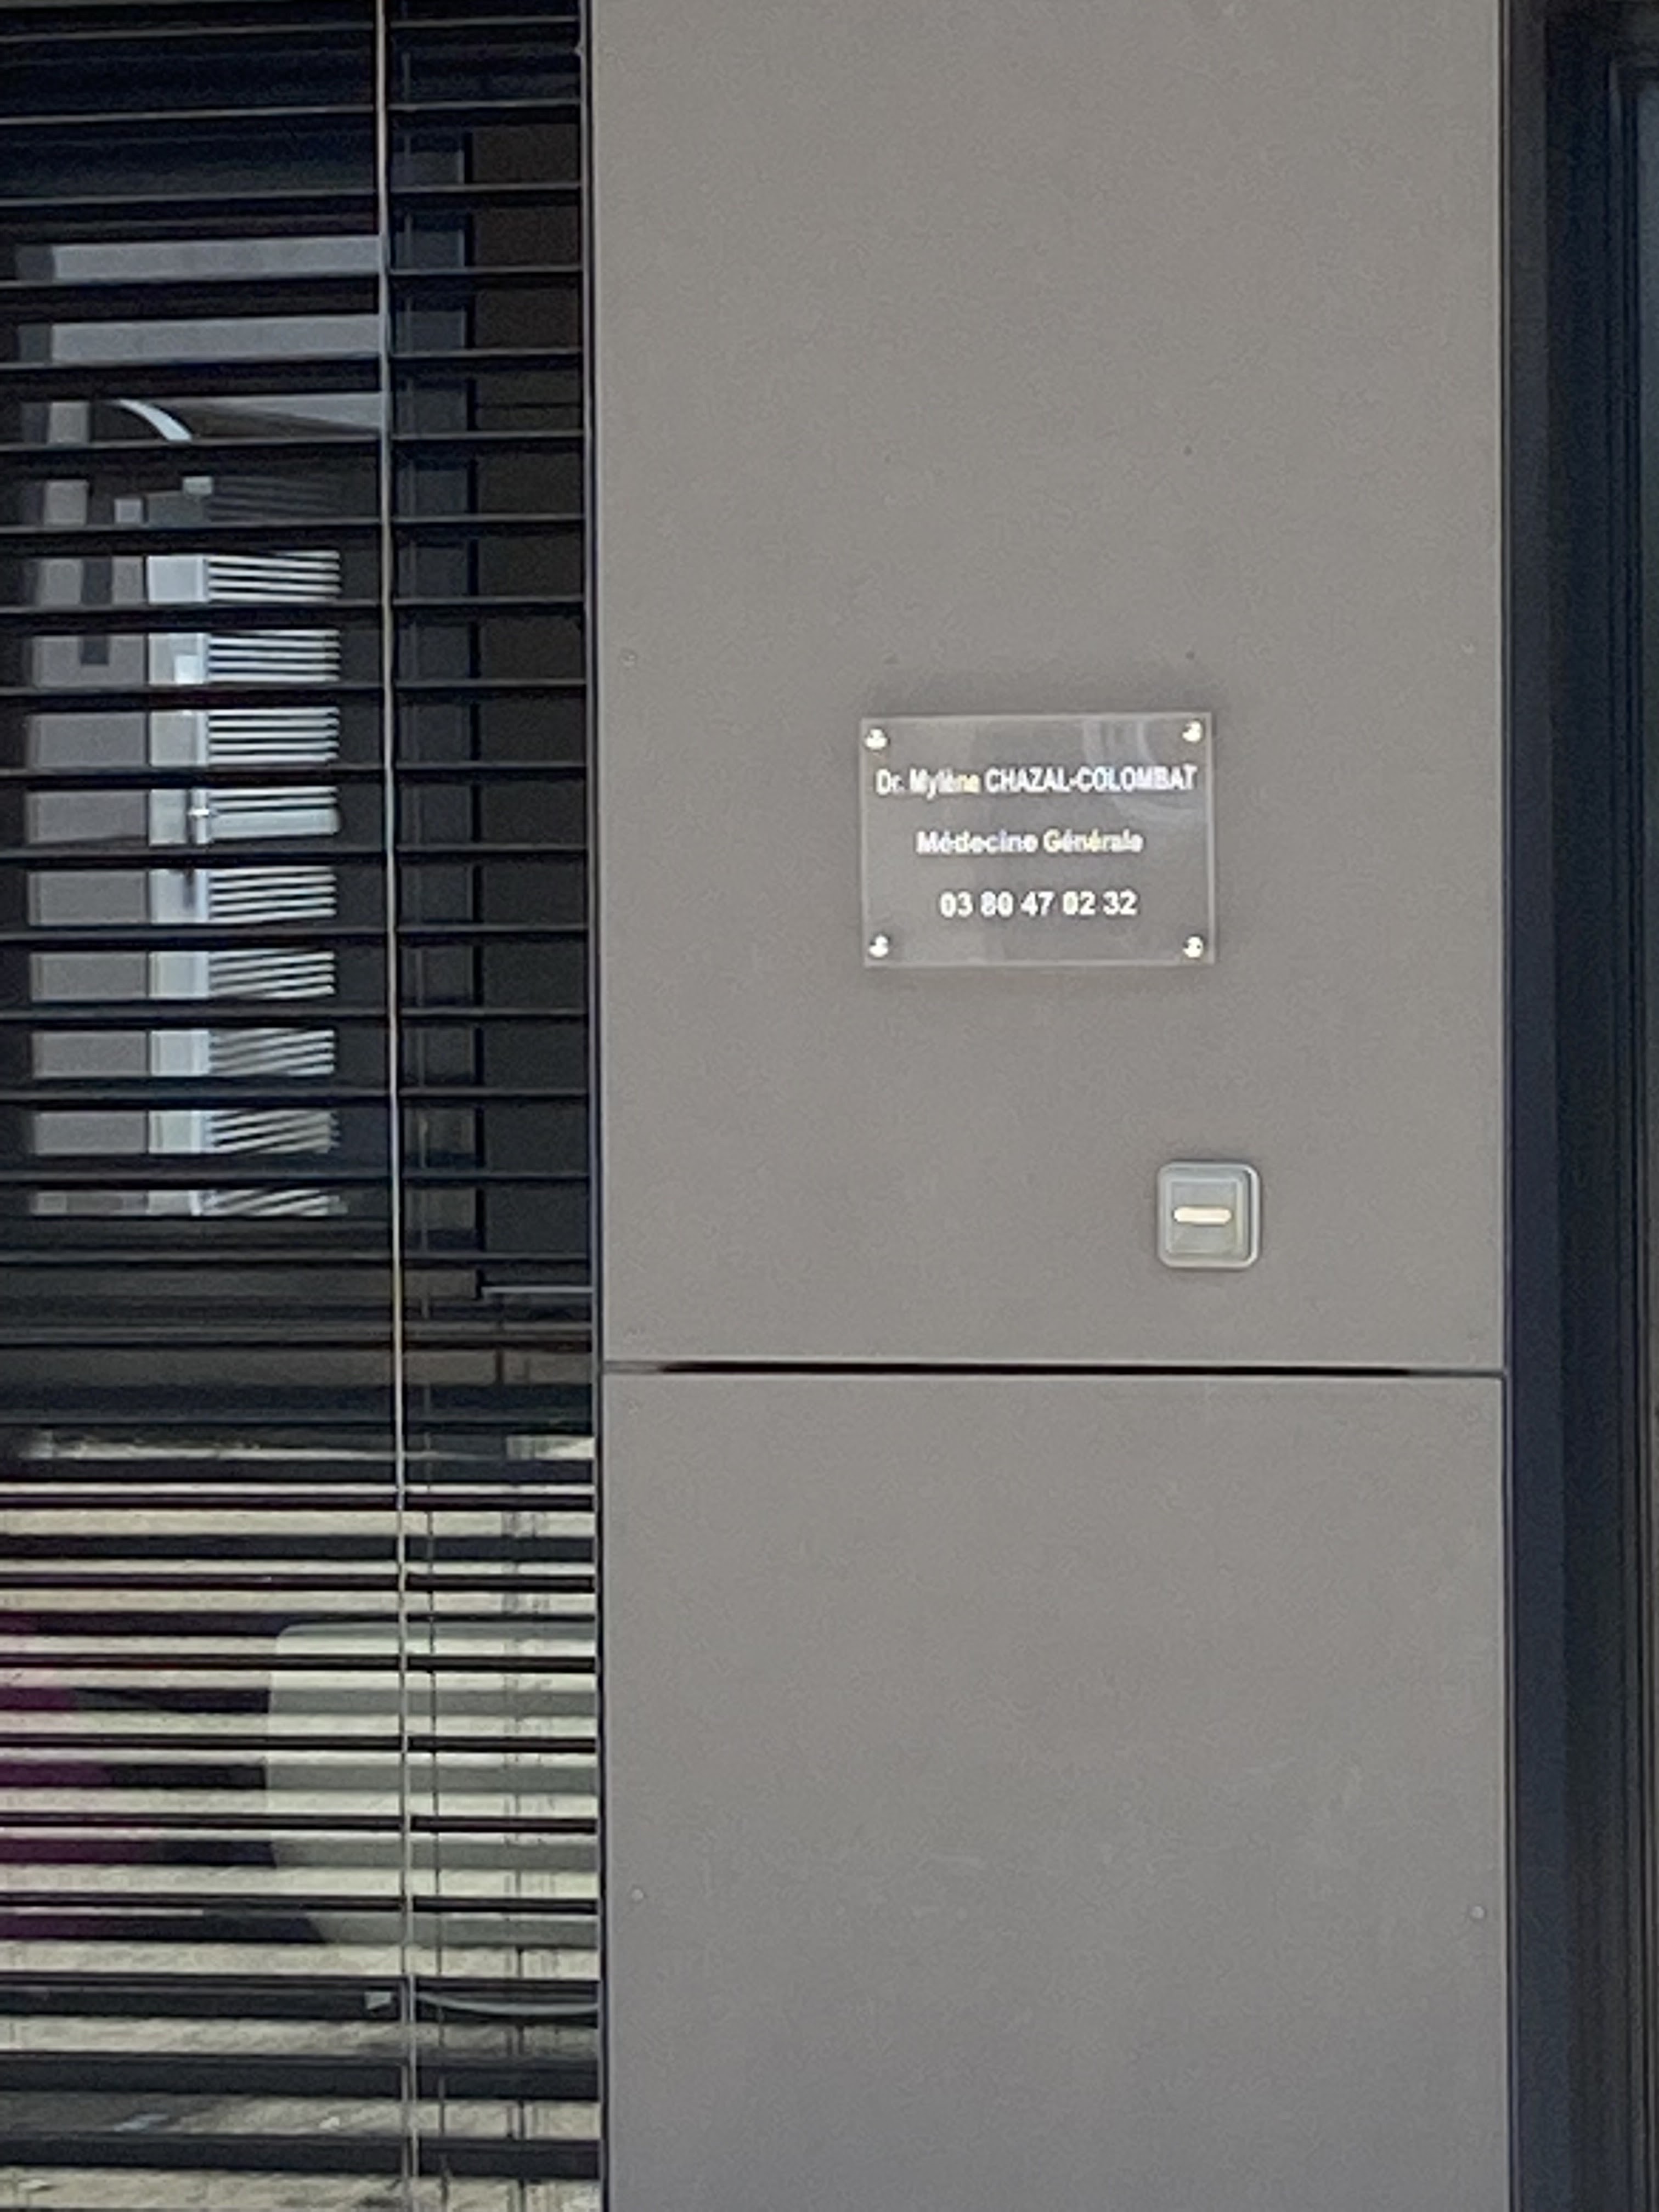 Dr. Mylène CHAZAL-COLOMBAT
Médecine Générale
03 80 47 02 32